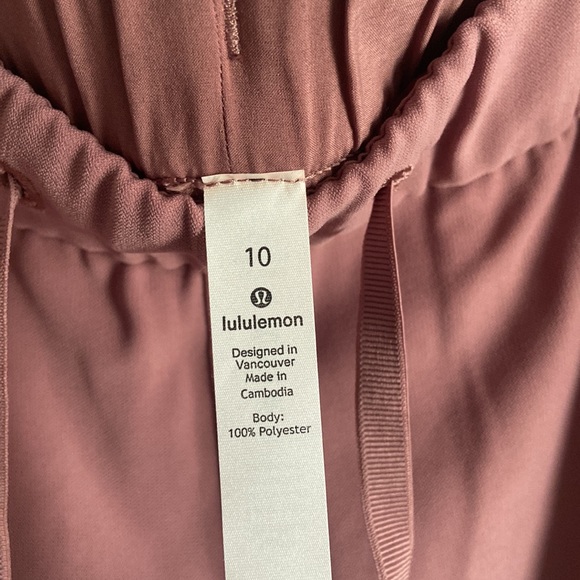 10
lululemon
Designed in
Vancouver
Made in
Cambodia
Body:
100% Polyester